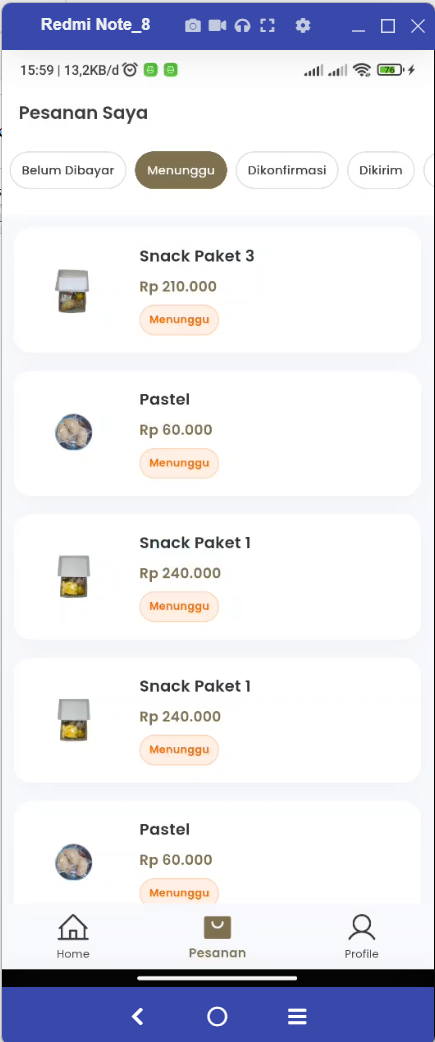 Redmi Note_8
15:59 | 13,2KB/d
76
Pesanan Saya
Belum Dibayar
Menunggu
Dikonfirmasi
Dikirim
Snack Paket 3
Rp 210.000
Menunggu
Pastel
Rp 60.000
Menunggu
Snack Paket 1
Rp 240.000
Menunggu
Snack Paket 1
Rp 240.000
Menunggu
Pastel
Rp 60.000
Menunggu
Home
Pesanan
Profile